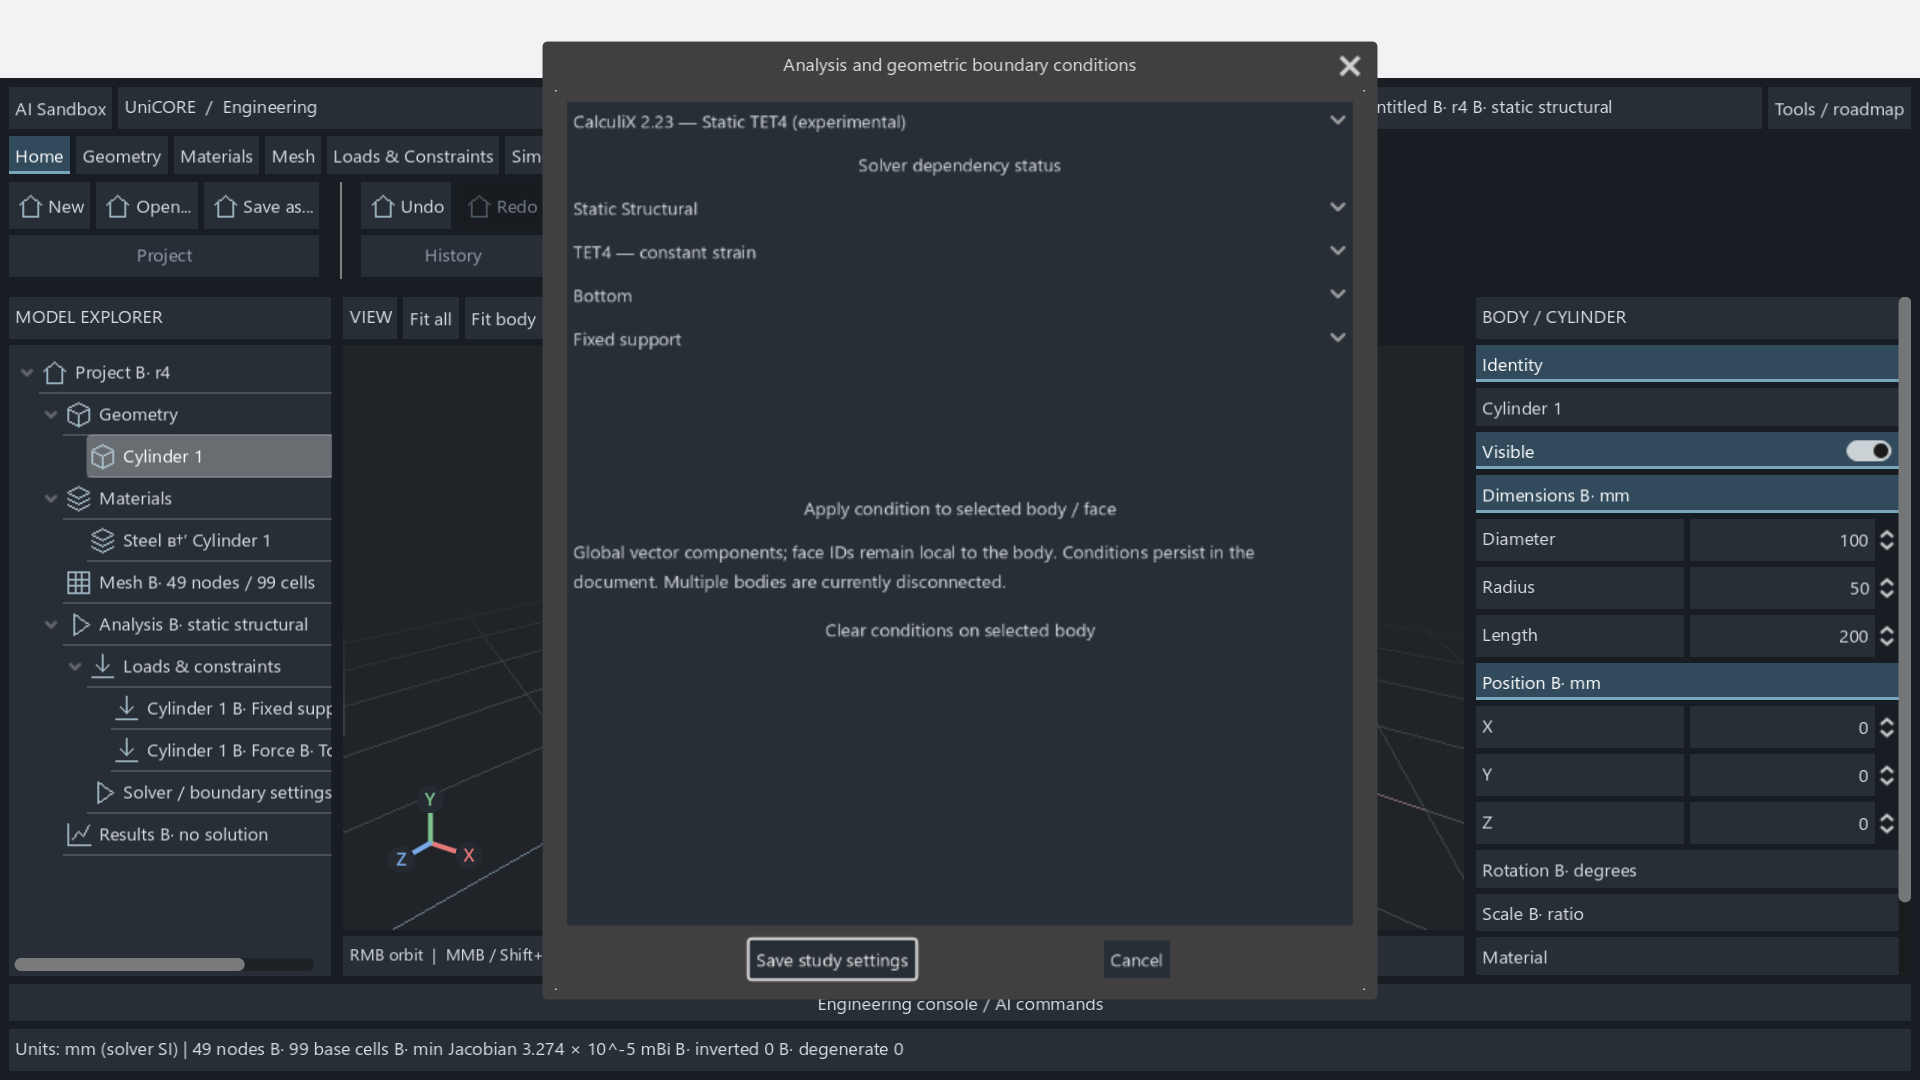 Analysis and geometric boundary conditions
AI Sandbox
UniCORE / Engineering
ntitled В· r4 В· static structural
Tools / roadmap
Home
Geometry
Materials
Mesh
Loads & Constraints
Sim
New
Open...
Save as...
Undo
Redo
Project
History
MODEL EXPLORER
Project В· r4
Geometry
Cylinder 1
Materials
Steel в†’ Cylinder 1
Mesh В· 49 nodes / 99 cells
Analysis В· static structural
Loads & constraints
Cylinder 1 В· Fixed supp
Cylinder 1 В· Force В· To
Solver / boundary settings
Results В· no solution
VIEW
Fit all
Fit body
Y
Z
X
RMB orbit | MMB / Shift+
CalculiX 2.23 — Static TET4 (experimental)
Solver dependency status
Static Structural
TET4 — constant strain
Bottom
Fixed support
Apply condition to selected body / face
Global vector components; face IDs remain local to the body. Conditions persist in the
document. Multiple bodies are currently disconnected.
Clear conditions on selected body
Save study settings
Cancel
BODY / CYLINDER
Identity
Cylinder 1
Visible
Dimensions В· mm
Diameter 100
Radius 50
Length 200
Position В· mm
X 0
Y 0
Z 0
Rotation В· degrees
Scale В· ratio
Material
Engineering console / AI commands
Units: mm (solver SI) | 49 nodes В· 99 base cells В· min Jacobian 3.274 × 10^-5 mВі В· inverted 0 В· degenerate 0